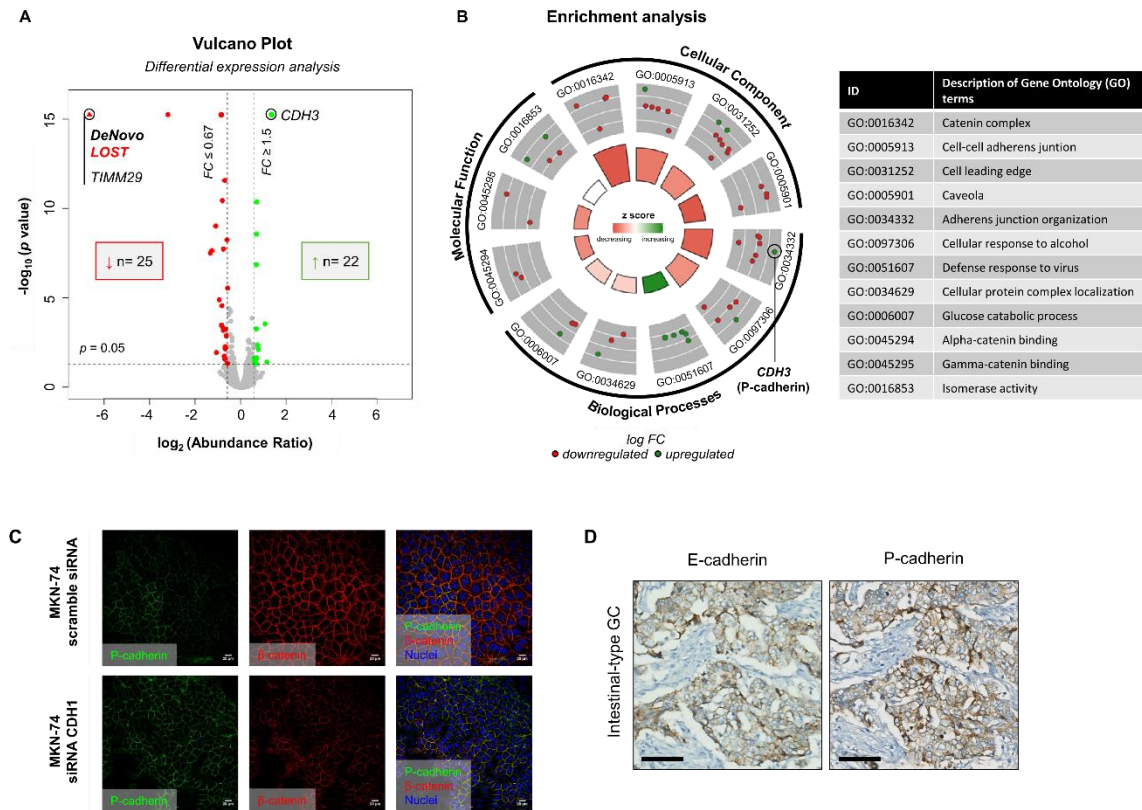 A
Vulcano Plot
Differential expression analysis
15
10
5
0
-log10 (p value)
DeNovo
LOST
TIMM29
FC ≤ 0.67
FC ≥ 1.5
CDH3
↓ n= 25
↑ n= 22
p = 0.05
-6 -4 -2 0 2 4 6
log2 (Abundance Ratio)
B
Enrichment analysis
Cellular Component
Molecular Function
Biological Processes
GO:0016342
GO:0005913
GO:0031252
GO:0005901
GO:0034332
GO:0097306
GO:0051607
GO:0034629
GO:0006007
GO:0045294
GO:0045295
GO:0016853
z score
decreasing increasing
CDH3
(P-cadherin)
log FC
downregulated upregulated
ID Description of Gene Ontology (GO) terms
GO:0016342 Catenin complex
GO:0005913 Cell-cell adherens juntion
GO:0031252 Cell leading edge
GO:0005901 Caveola
GO:0034332 Adherens junction organization
GO:0097306 Cellular response to alcohol
GO:0051607 Defense response to virus
GO:0034629 Cellular protein complex localization
GO:0006007 Glucose catabolic process
GO:0045294 Alpha-catenin binding
GO:0045295 Gamma-catenin binding
GO:0016853 Isomerase activity
C
MKN-74
scramble siRNA
P-cadherin
β-catenin
P-cadherin
β-catenin
Nuclei
MKN-74
siRNA CDH1
P-cadherin
β-catenin
P-cadherin
β-catenin
Nuclei
D
E-cadherin
P-cadherin
Intestinal-type GC